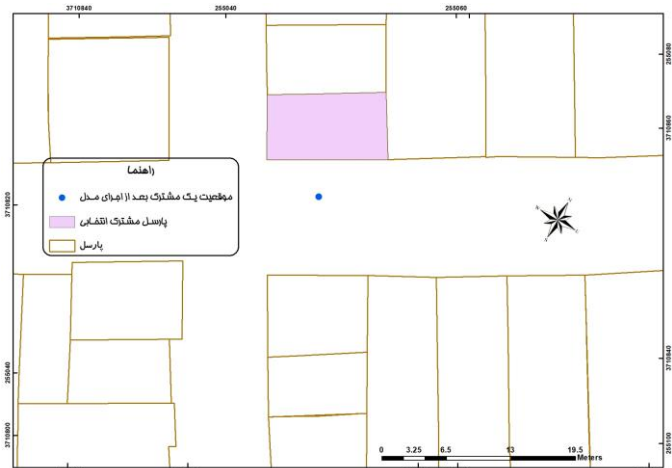 3710840
255040
255060
255080
3710860
3710820
راهنما
موقعیت یک مشترک بعد از اجرای مدل
پارسل مشترک انتخابی
پارسل
3710840
255040
3710800
255100
0 3.25 6.5 13 19.5
Meters